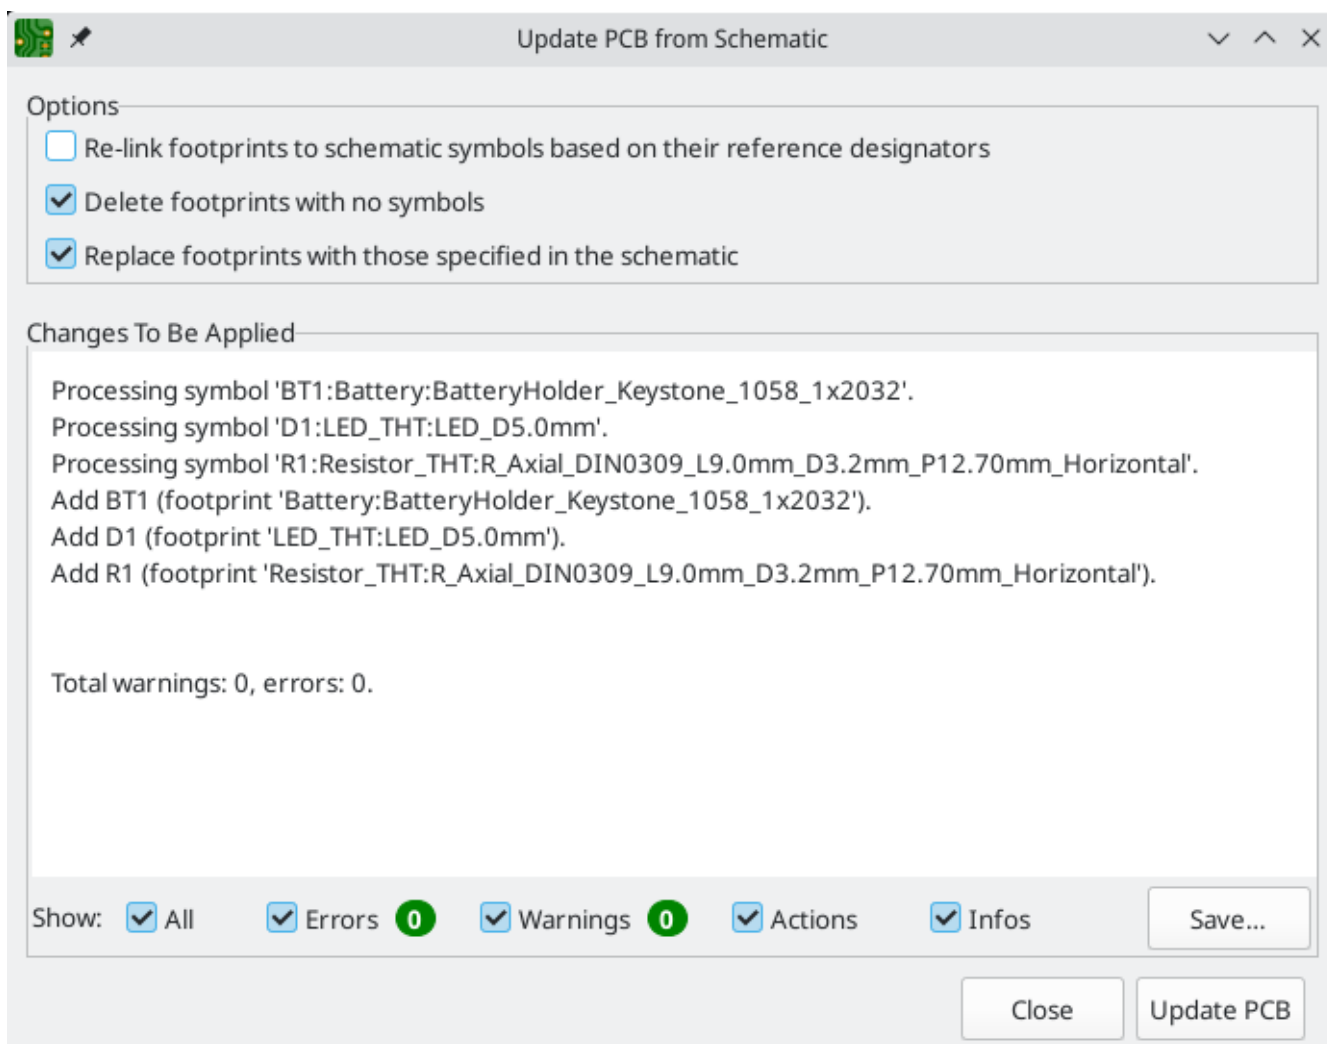 Update PCB from Schematic
Options
Re-link footprints to schematic symbols based on their reference designators
Delete footprints with no symbols
Replace footprints with those specified in the schematic
Changes To Be Applied
Processing symbol 'BT1:Battery:BatteryHolder_Keystone_1058_1x2032'.
Processing symbol 'D1:LED_THT:LED_D5.0mm'.
Processing symbol 'R1:Resistor_THT:R_Axial_DIN0309_L9.0mm_D3.2mm_P12.70mm_Horizontal'.
Add BT1 (footprint 'Battery:BatteryHolder_Keystone_1058_1x2032').
Add D1 (footprint 'LED_THT:LED_D5.0mm').
Add R1 (footprint 'Resistor_THT:R_Axial_DIN0309_L9.0mm_D3.2mm_P12.70mm_Horizontal').
Total warnings: 0, errors: 0.
Show: All Errors 0 Warnings 0 Actions Infos Save...
Close Update PCB